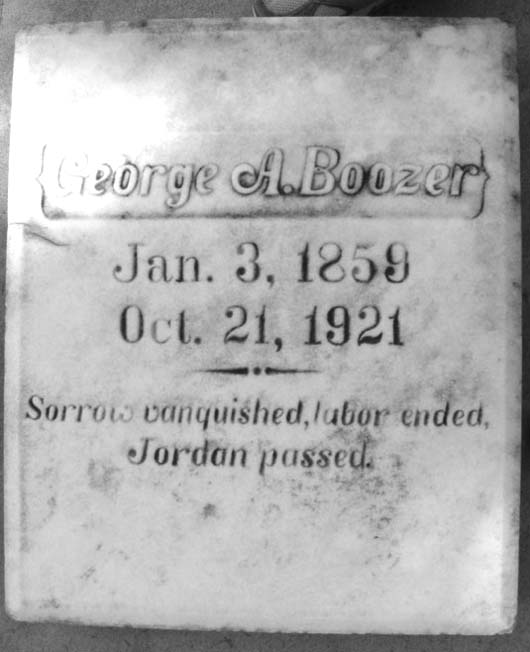 George A. Boozer
Jan. 3, 1859
Oct. 21, 1921
Sorrow vanquished, labor ended,
Jordan passed.